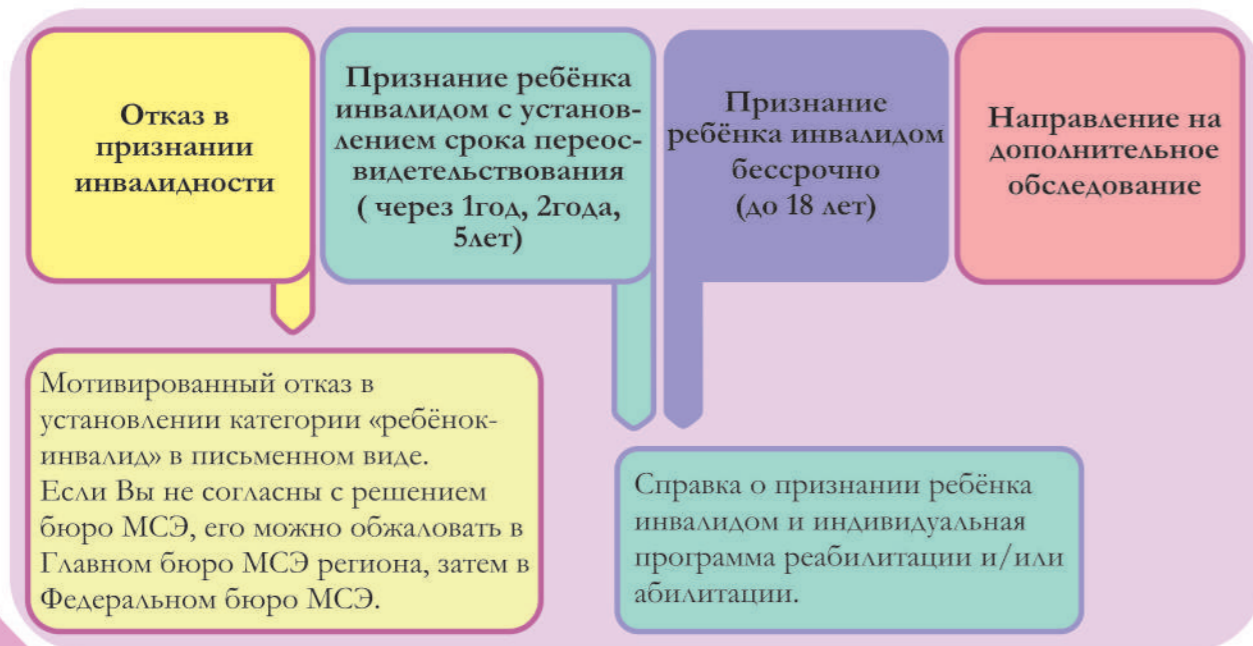 Отказ в
признании
инвалидности
Признание ребёнка
инвалидом с установ-
лением срока переос-
видетельствования
( через 1год, 2года,
5лет)
Признание
ребёнка инвалидом
бессрочно
(до 18 лет)
Направление на
дополнительное
обследование
Мотивированный отказ в
установлении категории «ребёнок-
инвалид» в письменном виде.
Если Вы не согласны с решением
бюро МСЭ, его можно обжаловать в
Главном бюро МСЭ региона, затем в
Федеральном бюро МСЭ.
Справка о признании ребёнка
инвалидом и индивидуальная
программа реабилитации и/или
абилитации.